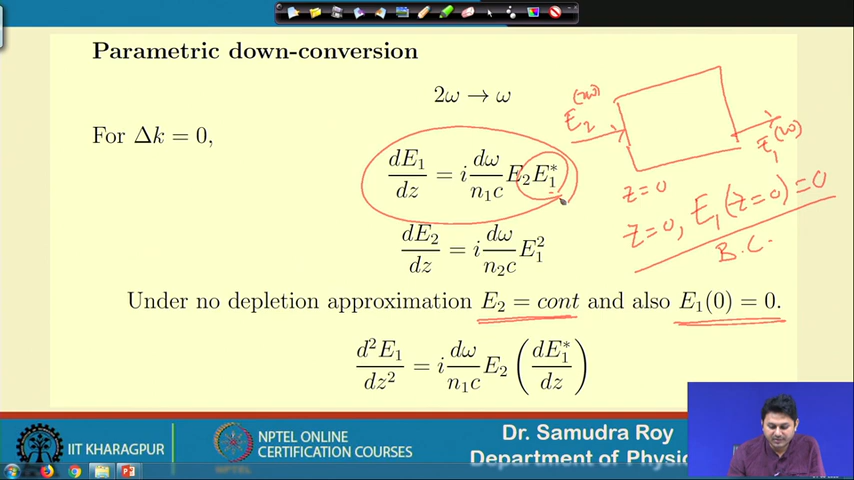 Parametric down-conversion
2ω → ω
For Δk = 0,
dE₁/dz = i dω/n₁c E₂E₁*
dE₂/dz = i dω/n₂c E₁²
Under no depletion approximation E₂ = cont and also E₁(0) = 0.
d²E₁/dz² = i dω/n₁c E₂ (dE₁*/dz)
(2ω)
E₂
E₁(ω)
z=0
z=0, E₁(z=0)=0
B.C.
IIT KHARAGPUR
NPTEL ONLINE
CERTIFICATION COURSES
NPTEL
Dr. Samudra Roy
Department of Physi